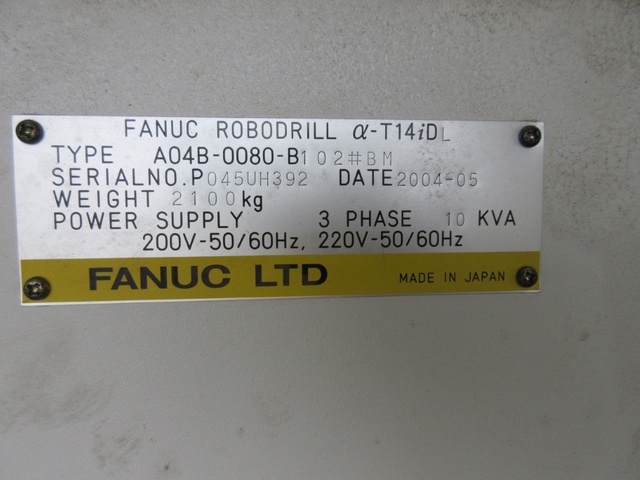 FANUC ROBODRILL α-T14iDL
TYPE A04B-0080-B102#BM
SERIALNO.P045UH392 DATE2004-05
WEIGHT 2100kg
POWER SUPPLY 3 PHASE 10 KVA
200V-50/60Hz, 220V-50/60Hz
FANUC LTD MADE IN JAPAN